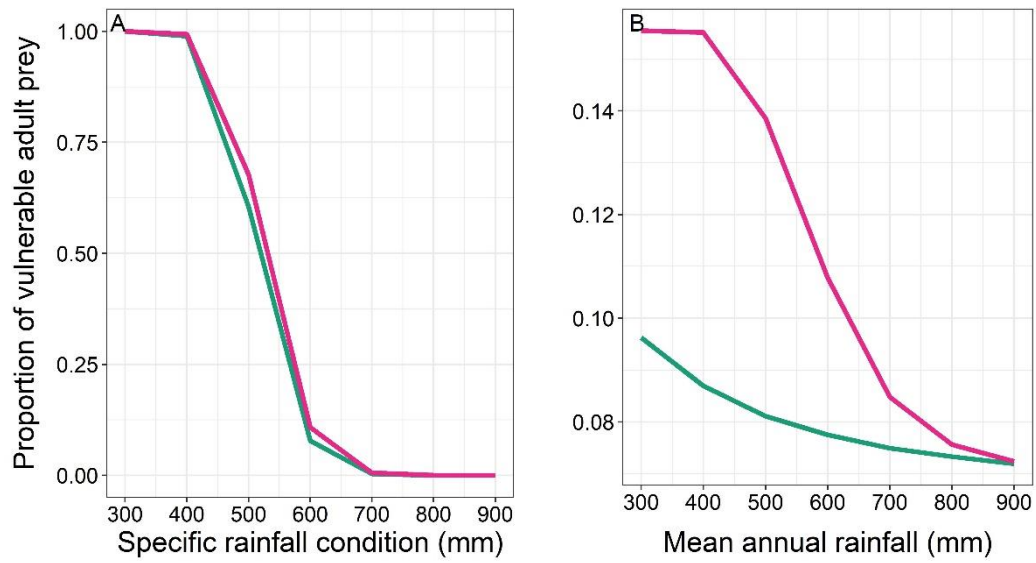 A
B
Proportion of vulnerable adult prey
1.00
0.75
0.50
0.25
0.00
300 400 500 600 700 800 900
Specific rainfall condition (mm)
0.14
0.12
0.10
0.08
300 400 500 600 700 800 900
Mean annual rainfall (mm)